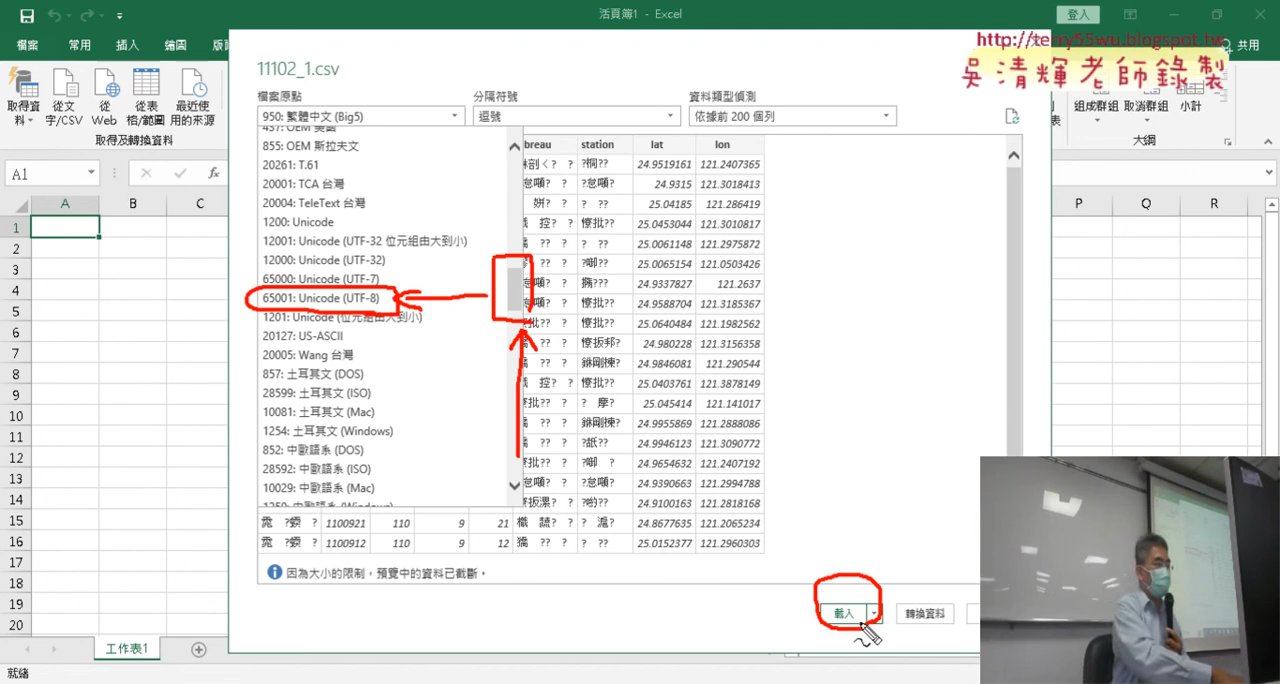 活頁簿1 - Excel
登入
檔案 常用 插入 繪圖
共用
http://terry55wu.blogspot.tw
吳清輝老師錄製
取得資料 從文字/CSV 從 Web 從表格/範圍 最近使用的來源
取得及轉換資料
組成群組 取消群組 小計
大綱
A1
fx
A B C P Q R
11102_1.csv
檔案原點 分隔符號 資料類型偵測
950: 繁體中文 (Big5) 逗號 依據前 200 個列
855: OEM 斯拉夫文
20261: T.61
20001: TCA 台灣
20004: TeleText 台灣
1200: Unicode
12001: Unicode (UTF-32 位元組由大到小)
12000: Unicode (UTF-32)
65000: Unicode (UTF-7)
65001: Unicode (UTF-8)
1201: Unicode (位元組由大到小)
20127: US-ASCII
20005: Wang 台灣
857: 土耳其文 (DOS)
28599: 土耳其文 (ISO)
10081: 土耳其文 (Mac)
1254: 土耳其文 (Windows)
852: 中歐語系 (DOS)
28592: 中歐語系 (ISO)
10029: 中歐語系 (Mac)
breau station lat lon
24.9519161 121.2407365
24.9315 121.3018413
25.04185 121.286419
25.0453044 121.3010817
25.0061148 121.2975872
25.0065154 121.0503426
24.9337827 121.2637
24.9588704 121.3185367
25.0640484 121.1982562
24.980228 121.3156358
24.9846081 121.290544
25.0403761 121.3878149
25.045414 121.141017
24.9955869 121.2888086
24.9946123 121.3090772
24.9654632 121.2407192
24.9390663 121.2994788
24.9100163 121.2818168
1100921 110 9 21 24.8677635 121.2065234
1100912 110 9 12 25.0152377 121.2960303
因為大小的限制，預覽中的資料已截斷。
載入 轉換資料
1
2
3
4
5
6
7
8
9
10
11
12
13
14
15
16
17
18
19
20
工作表1
就緒